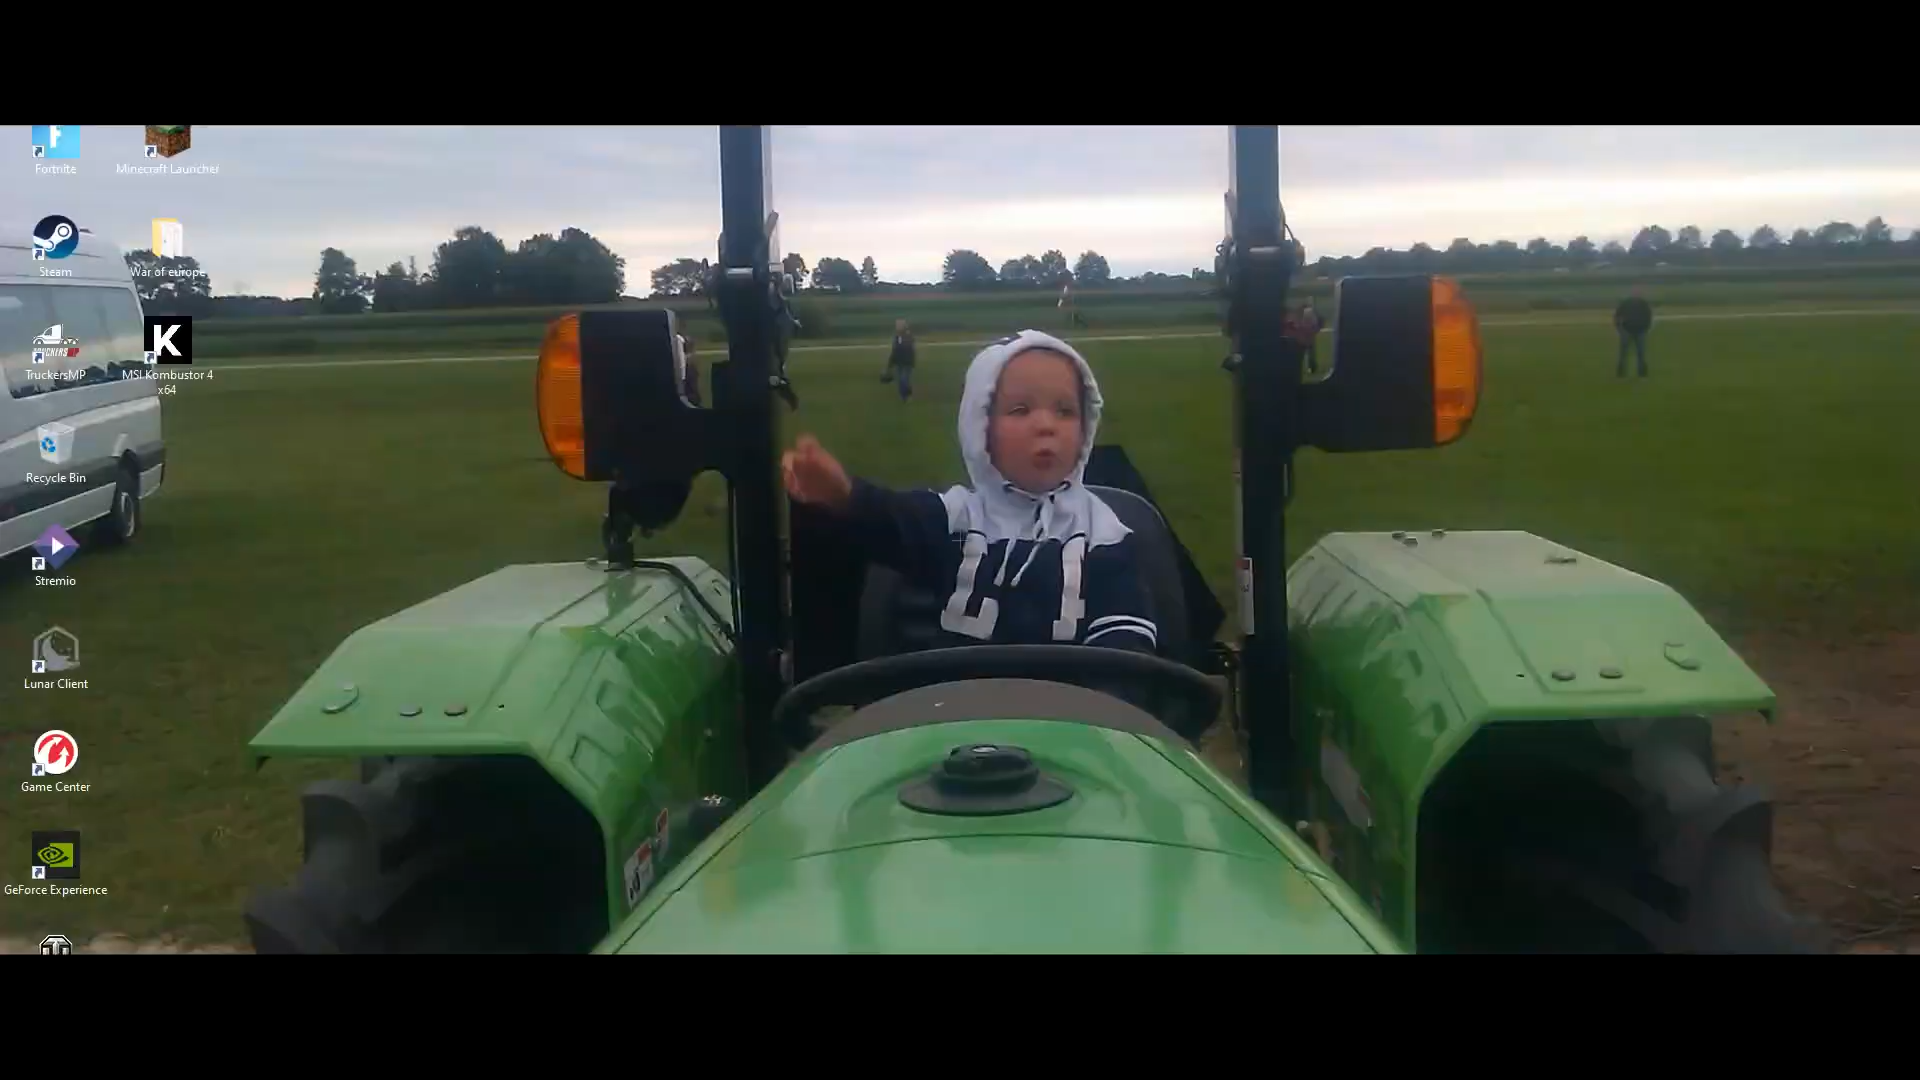 Fortnite
Minecraft Launcher
Steam
War of europe
TruckersMP
MSI Kombustor 4
x64
Recycle Bin
Stremio
Lunar Client
Game Center
GeForce Experience